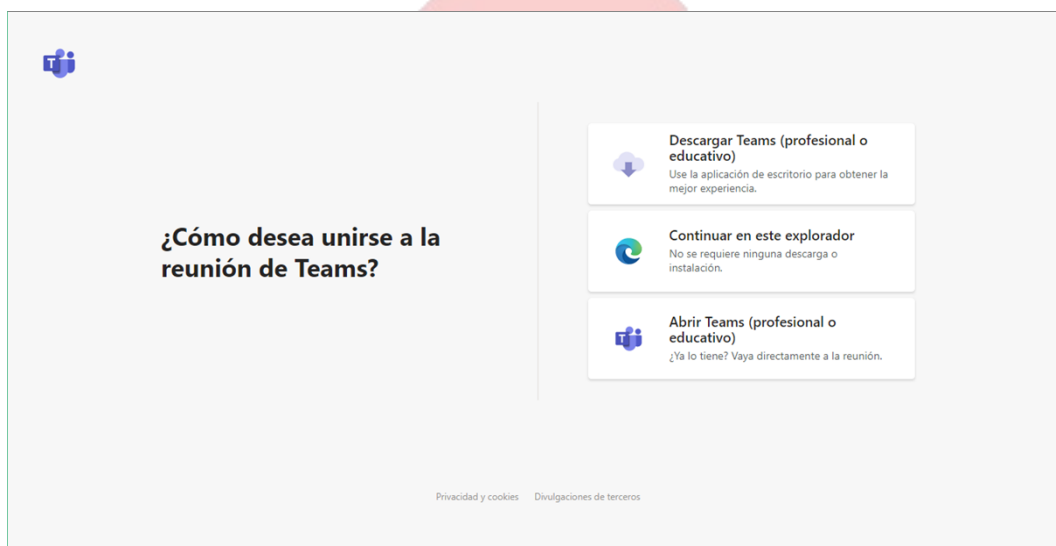 ¿Cómo desea unirse a la
reunión de Teams?
Descargar Teams (profesional o
educativo)
Use la aplicación de escritorio para obtener la
mejor experiencia.
Continuar en este explorador
No se requiere ninguna descarga o
instalación.
Abrir Teams (profesional o
educativo)
¿Ya lo tiene? Vaya directamente a la reunión.
Privacidad y cookies Divulgaciones de terceros